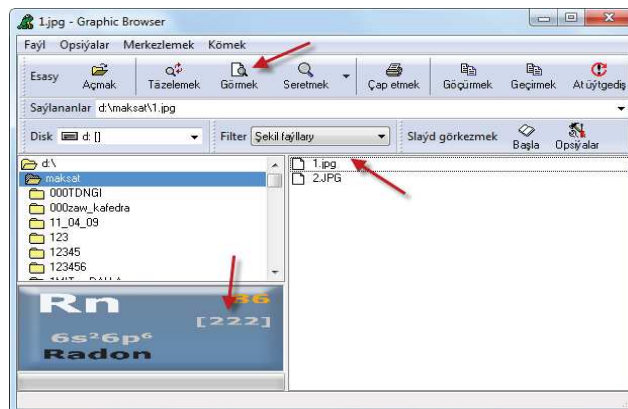 1.jpg - Graphic Browser
Faýl Opsiýalar Merkezlemek Kömek
Esasy Açmak Täzelemek Görmek Seretmek Çap etmek Göçürmek Geçirmek At üýtgediş
Saýlananlar d:\maksat\1.jpg
Disk d: [] Filter Şekil faýllary Slaýd görkezmek Başla Opsiýalar
d:\
maksat
000TDNGI
000zaw_kafedra
11_04_09
123
12345
123456
1.jpg
2.JPG
Rn 86
[222]
6s²6p⁶
Radon